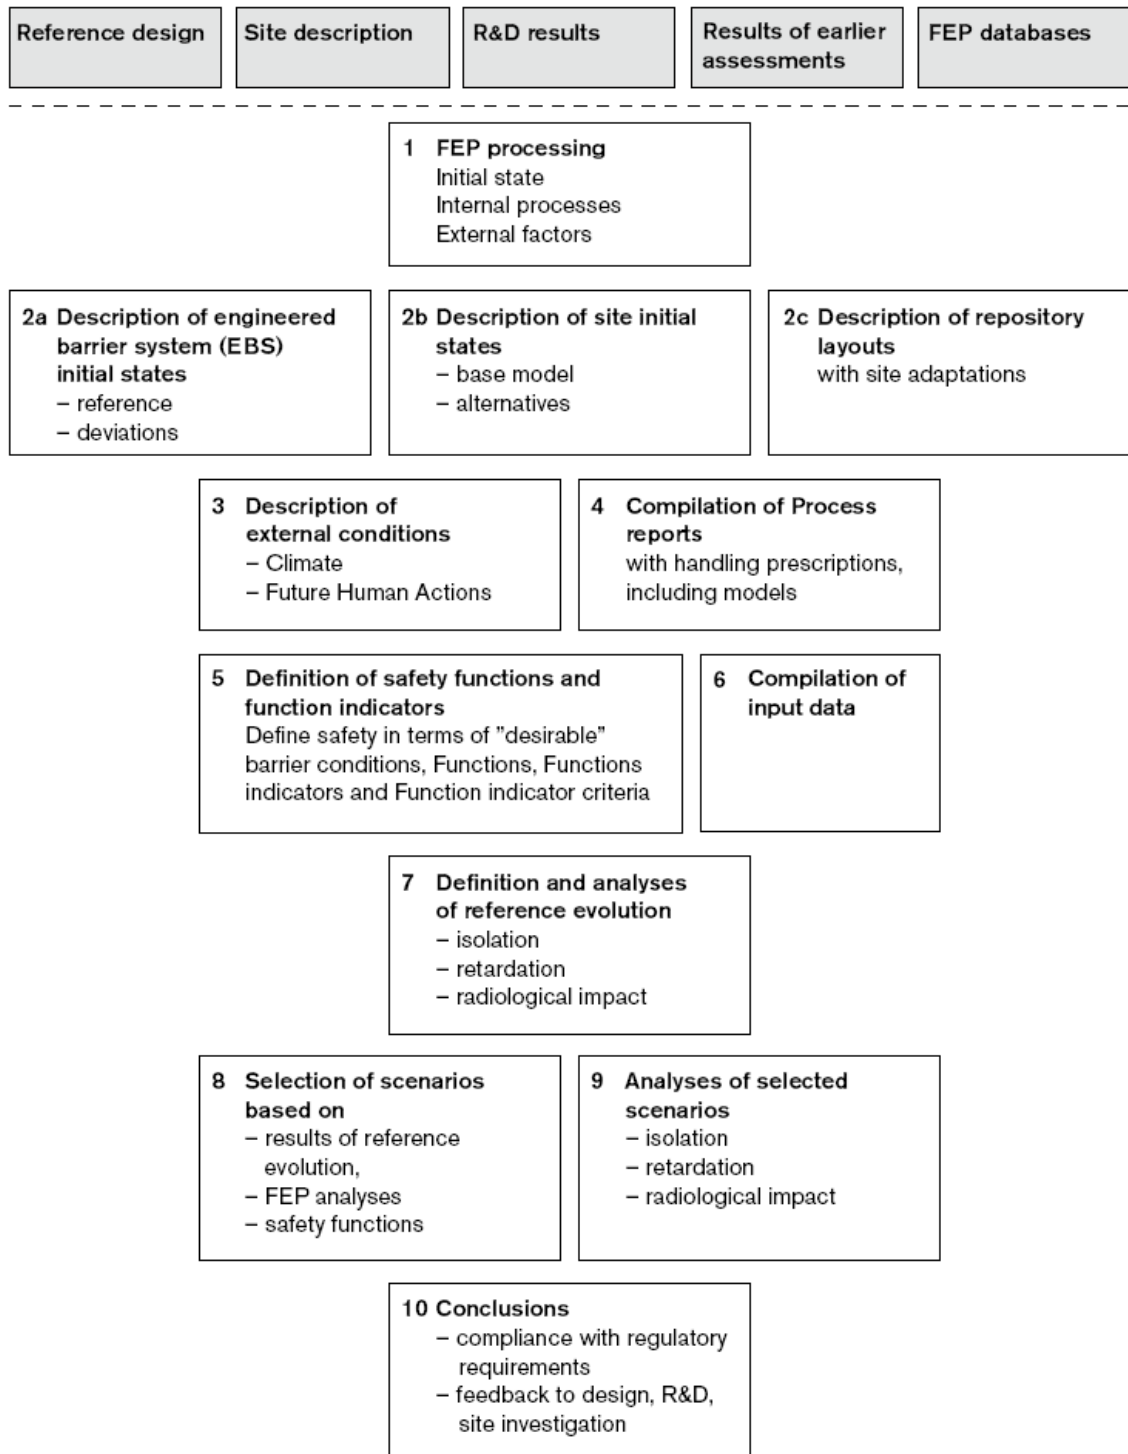 Reference design
Site description
R&D results
Results of earlier
assessments
FEP databases
1 FEP processing
Initial state
Internal processes
External factors
2a Description of engineered
barrier system (EBS)
initial states
– reference
– deviations
2b Description of site initial
states
– base model
– alternatives
2c Description of repository
layouts
with site adaptations
3 Description of
external conditions
– Climate
– Future Human Actions
4 Compilation of Process
reports
with handling prescriptions,
including models
5 Definition of safety functions and
function indicators
Define safety in terms of ”desirable”
barrier conditions, Functions, Functions
indicators and Function indicator criteria
6 Compilation of
input data
7 Definition and analyses
of reference evolution
– isolation
– retardation
– radiological impact
8 Selection of scenarios
based on
– results of reference
evolution,
– FEP analyses
– safety functions
9 Analyses of selected
scenarios
– isolation
– retardation
– radiological impact
10 Conclusions
– compliance with regulatory
requirements
– feedback to design, R&D,
site investigation